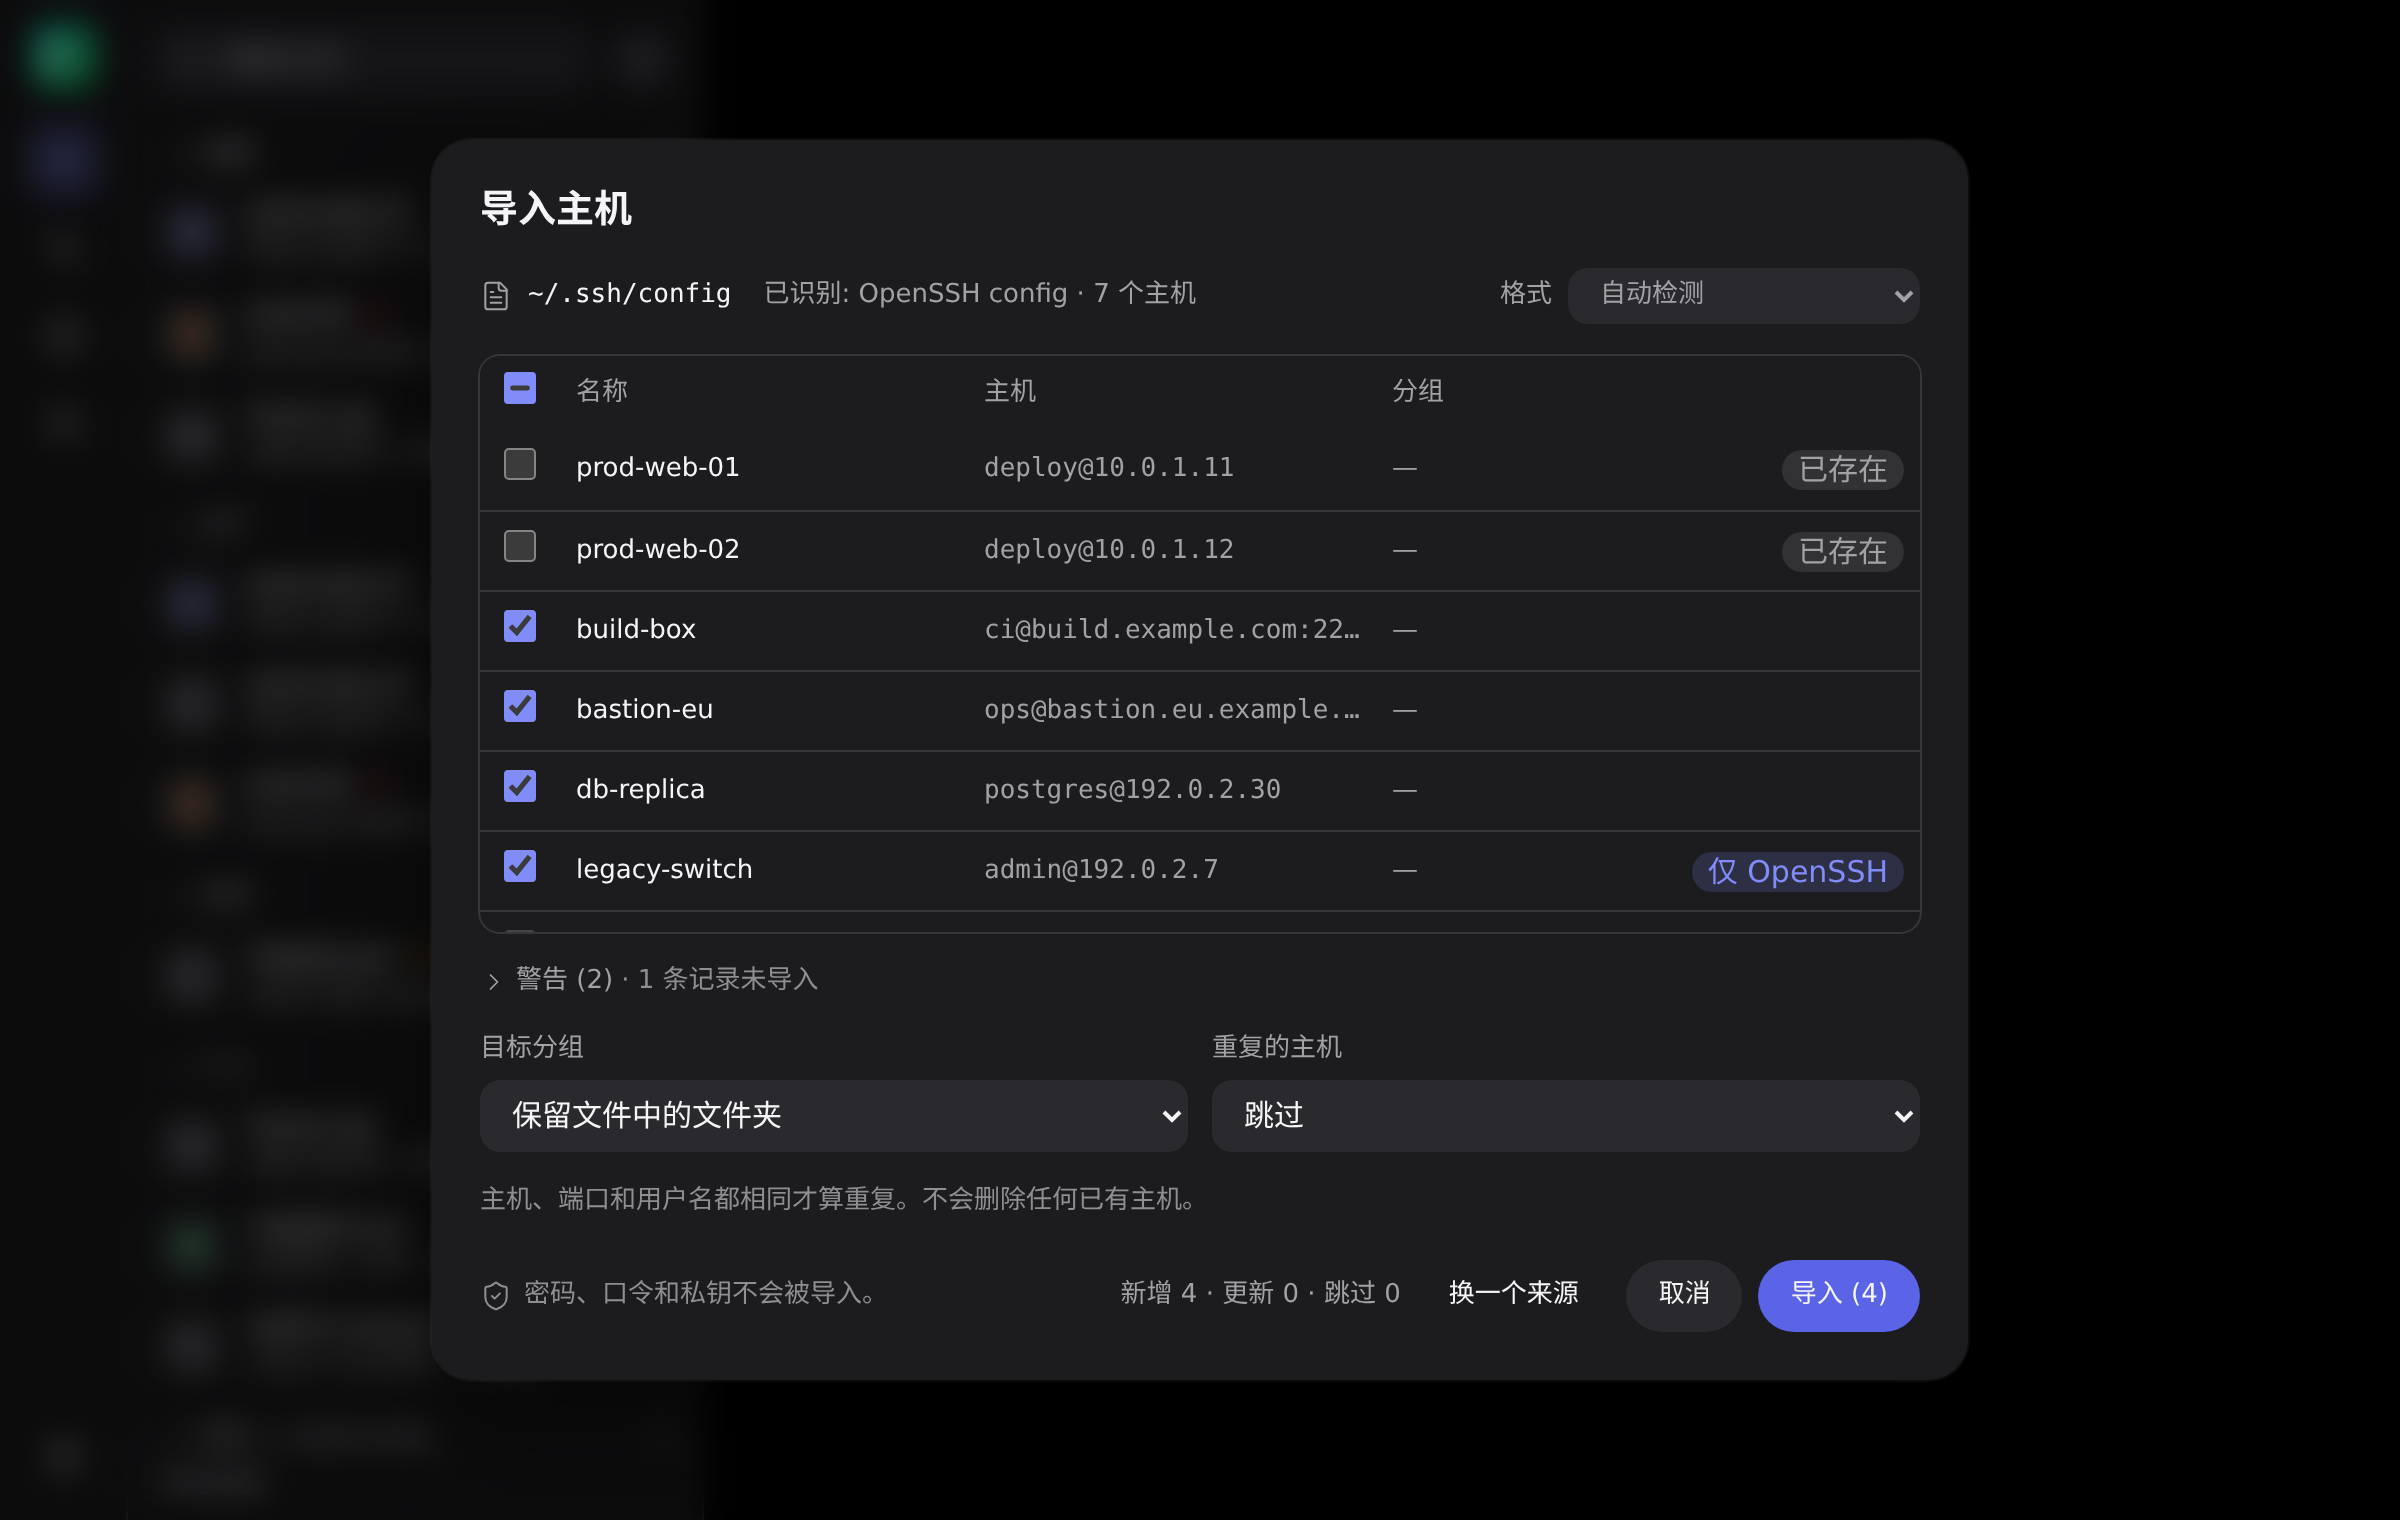 导入主机
~/.ssh/config 已识别: OpenSSH config · 7 个主机 格式 自动检测
名称 主机 分组
prod-web-01 deploy@10.0.1.11 — 已存在
prod-web-02 deploy@10.0.1.12 — 已存在
build-box ci@build.example.com:22… —
bastion-eu ops@bastion.eu.example.… —
db-replica postgres@192.0.2.30 —
legacy-switch admin@192.0.2.7 — 仅 OpenSSH
警告 (2) · 1 条记录未导入
目标分组 重复的主机
保留文件中的文件夹 跳过
主机、端口和用户名都相同才算重复。不会删除任何已有主机。
密码、口令和私钥不会被导入。 新增 4 · 更新 0 · 跳过 0 换一个来源 取消 导入 (4)